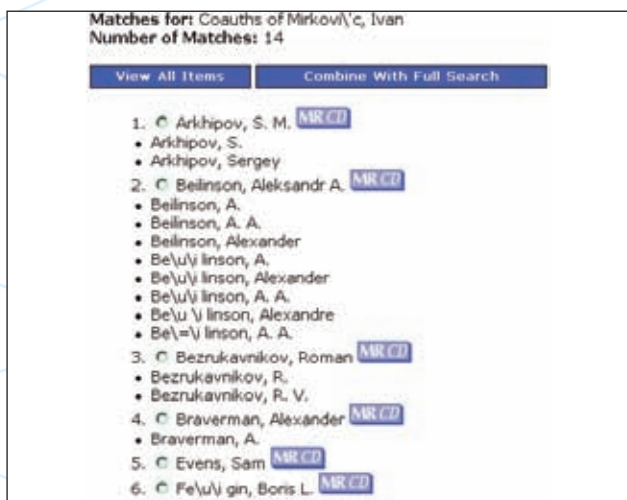 Matches for: Coauths of Mirkovi\'c, Ivan
Number of Matches: 14
View All Items Combine With Full Search
1. Arkhipov, S. M. MR CD
• Arkhipov, S.
• Arkhipov, Sergey
2. Beilinson, Aleksandr A. MR CD
• Beilinson, A.
• Beilinson, A. A.
• Beilinson, Alexander
• Be\u\i linson, A.
• Be\u\i linson, Alexander
• Be\u\i linson, A. A.
• Be\u \i linson, Alexandre
• Be\=\i linson, A. A.
3. Bezrukavnikov, Roman MR CD
• Bezrukavnikov, R.
• Bezrukavnikov, R. V.
4. Braverman, Alexander MR CD
• Braverman, A.
5. Evens, Sam MR CD
6. Fe\u\i gin, Boris L. MR CD